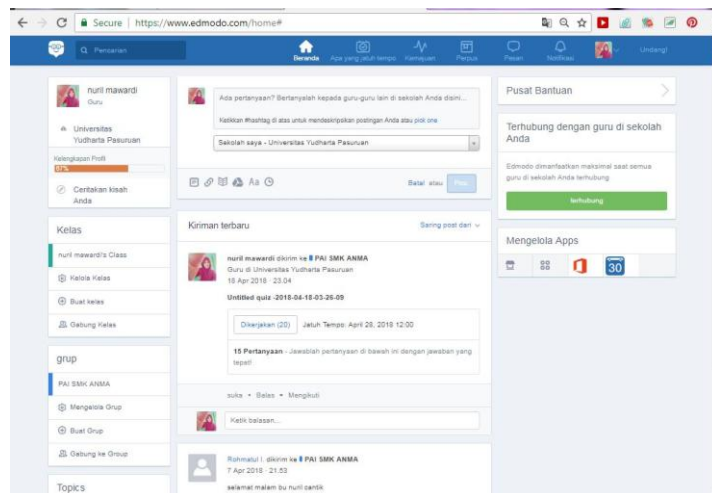 Secure | https://www.edmodo.com/home#
Pencarian
Beranda
Apa yang jatuh tempo
Kemajuan
Perpus
Pesan
Notifikasi
Undang!
nuril mawardi
Guru
Universitas
Yudharta Pasuruan
Kelengkapan Profil
87%
Ceritakan kisah
Anda
Kelas
nuril mawardi's Class
Kelola Kelas
Buat kelas
Gabung Kelas
grup
PAI SMK ANMA
Mengelola Grup
Buat Grup
Gabung ke Group
Topics
Ada pertanyaan? Bertanyalah kepada guru-guru lain di sekolah Anda disini...
Ketikkan #hashtag di atas untuk mendeskripsikan postingan Anda atau pick one.
Sekolah saya - Universitas Yudharta Pasuruan
Aa
Batal atau Pos
Kiriman terbaru
Saring post dari
nuril mawardi dikirim ke PAI SMK ANMA
Guru di Universitas Yudharta Pasuruan
18 Apr 2018 · 23.04
Untitled quiz -2018-04-18-03-26-09
Dikerjakan (20) Jatuh Tempo: April 28, 2018 12:00
15 Pertanyaan - Jawablah pertanyaan di bawah ini dengan jawaban yang
tepat!
suka • Balas • Mengikuti
Ketik balasan...
Rohmatul I. dikirim ke PAI SMK ANMA
7 Apr 2018 · 21.53
selamat malam bu nuril cantik
Pusat Bantuan
Terhubung dengan guru di sekolah
Anda
Edmodo dimanfaatkan maksimal saat semua
guru di sekolah Anda terhubung.
terhubung
Mengelola Apps
30